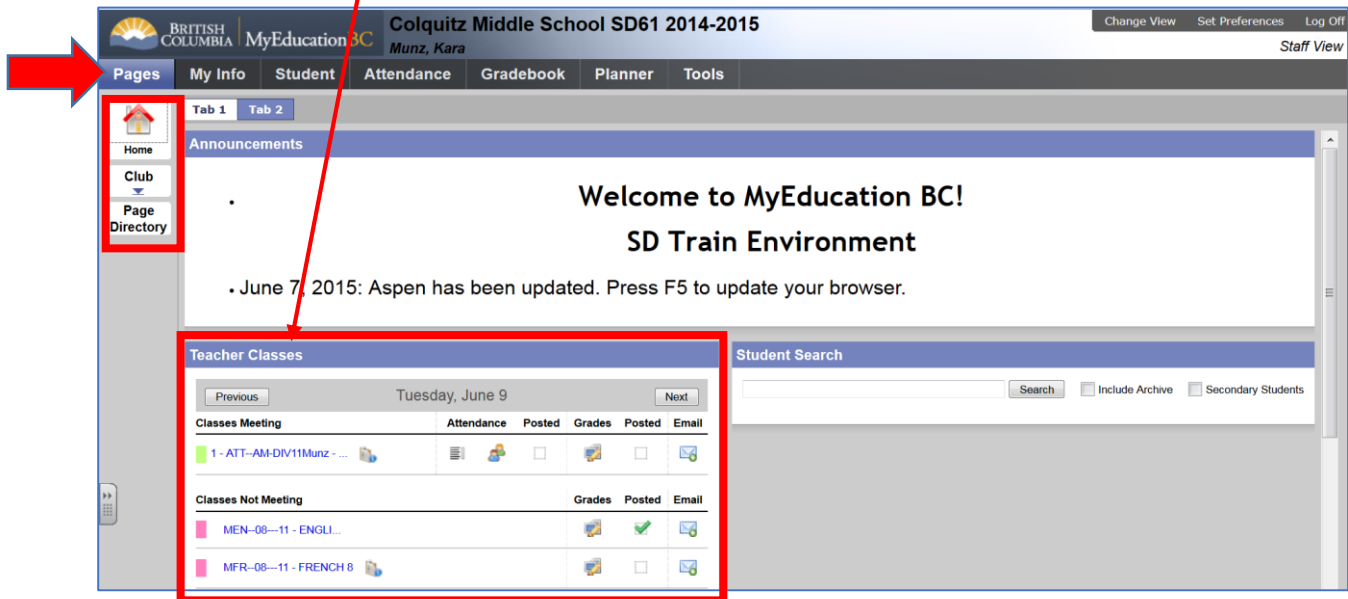 BRITISH COLUMBIA MyEducationBC Colquitz Middle School SD61 2014-2015 Change View Set Preferences Log Off
Munz, Kara Staff View
Pages My Info Student Attendance Gradebook Planner Tools
Tab 1 Tab 2
Home
Club
Page Directory
Announcements
• Welcome to MyEducation BC!
SD Train Environment
• June 7, 2015: Aspen has been updated. Press F5 to update your browser.
Teacher Classes
Previous Tuesday, June 9 Next
Classes Meeting Attendance Posted Grades Posted Email
1 - ATT--AM-DIV11Munz - ...
Classes Not Meeting Grades Posted Email
MEN--08---11 - ENGLI...
MFR--08---11 - FRENCH 8
Student Search
Search Include Archive Secondary Students